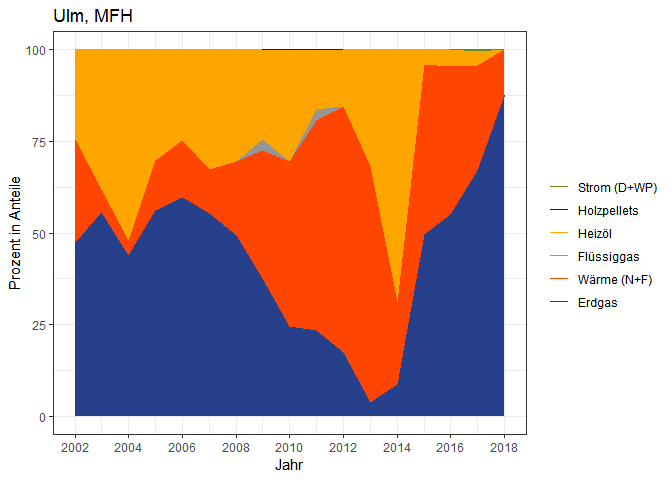 Ulm, MFH
100
75
50
25
0
Prozent in Anteile
2002 2004 2006 2008 2010 2012 2014 2016 2018
Jahr
Strom (D+WP)
Holzpellets
Heizöl
Flüssiggas
Wärme (N+F)
Erdgas